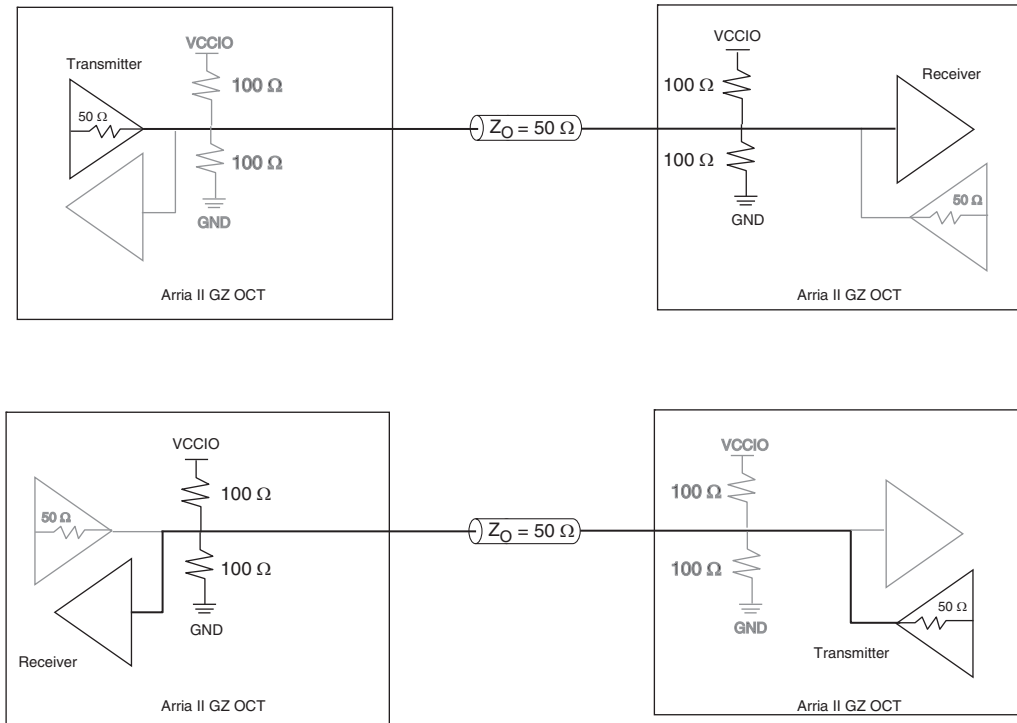 VCCIO
Transmitter
100 Ω
50 Ω
100 Ω
GND
Arria II GZ OCT
Z_O = 50 Ω
VCCIO
Receiver
100 Ω
100 Ω
GND
50 Ω
Arria II GZ OCT
VCCIO
50 Ω
100 Ω
100 Ω
GND
Receiver
Arria II GZ OCT
Z_O = 50 Ω
VCCIO
100 Ω
100 Ω
GND
50 Ω
Transmitter
Arria II GZ OCT